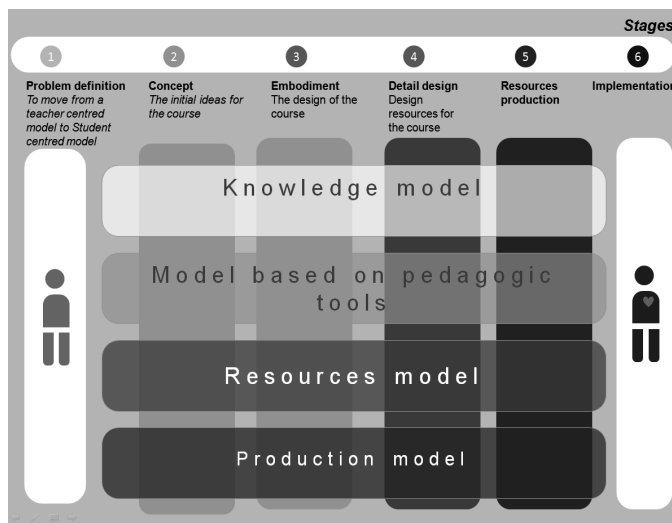 Stages
1
2
3
4
5
6
Problem definition
To move from a
teacher centred
model to Student
centred model
Concept
The initial ideas for
the course
Embodiment
The design of the
course
Detail design
Design
resources for
the course
Resources
production
Implementation
Knowledge model
Model based on pedagogic
tools
Resources model
Production model